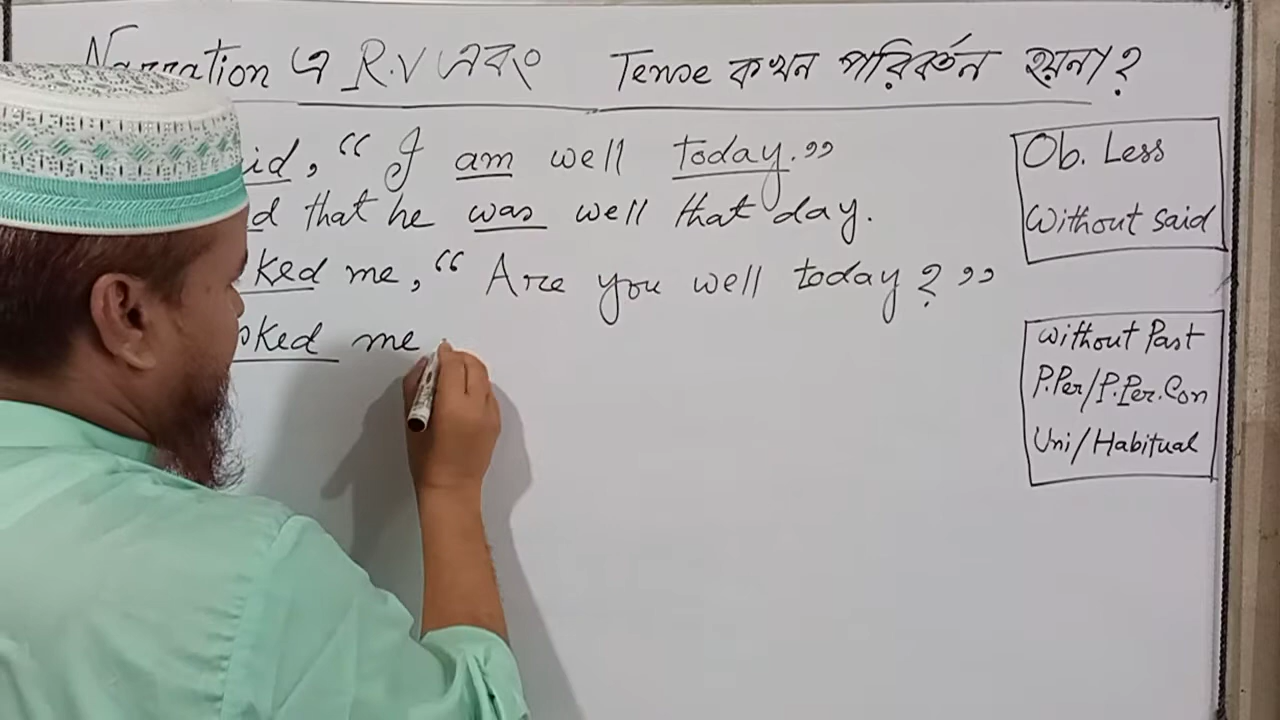 Narration এ R.V এবং Tense কখন পরিবর্তন হয়না?
id, “I am well today.”
d that he was well that day.
ked me, “Are you well today?”
sked me
Ob. Less
Without said
Without Past
P.Per/P.Per.Con
Uni/Habitual